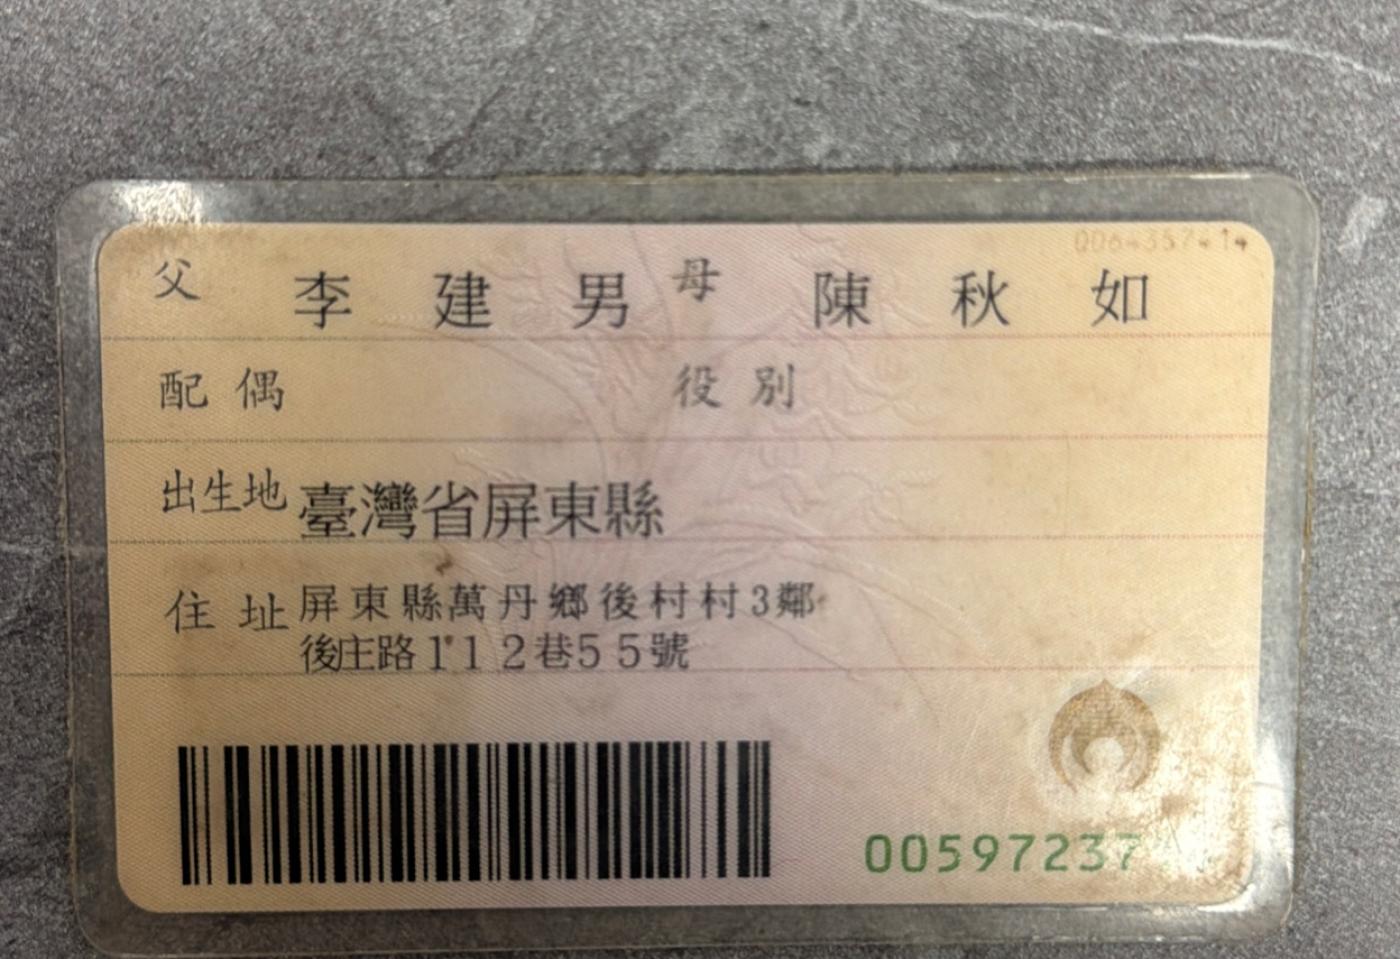 父 李建男 母 陳秋如
配偶 役別
出生地 臺灣省屏東縣
住址 屏東縣萬丹鄉後村村3鄰
後庄路112巷55號
00597237